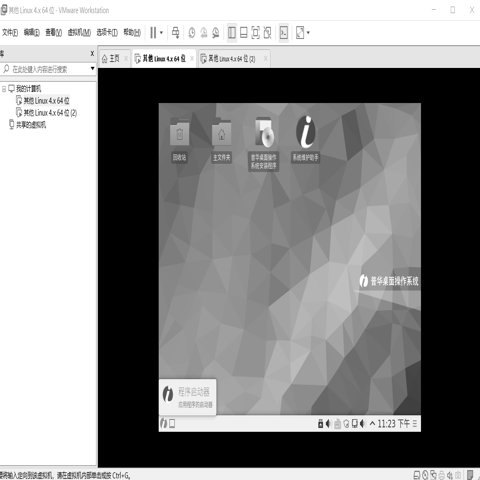 其他 Linux 4.x 64 位 - VMware Workstation
文件(F) 编辑(E) 查看(V) 虚拟机(M) 选项卡(T) 帮助(H)
库
在此处键入内容进行搜索
主页 其他 Linux 4.x 64 位 其他 Linux 4.x 64 位 (2)
我的计算机
其他 Linux 4.x 64 位
其他 Linux 4.x 64 位 (2)
共享的虚拟机
回收站 主文件夹 普华桌面操作 系统维护助手
系统安装程序
普华桌面操作系统
程序启动器
应用程序的启动器
11:23 下午
要将输入定向到该虚拟机，请在虚拟机内部单击或按 Ctrl+G。